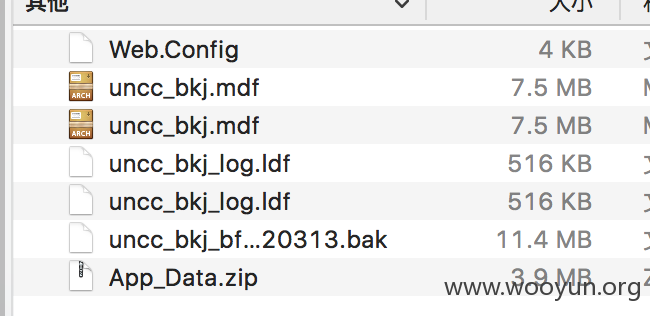 其他 大小
Web.Config 4 KB
ARCH uncc_bkj.mdf 7.5 MB
ARCH uncc_bkj.mdf 7.5 MB
uncc_bkj_log.ldf 516 KB
uncc_bkj_log.ldf 516 KB
uncc_bkj_bf...20313.bak 11.4 MB
App_Data.zip 3.9 MB
www.wooyun.org